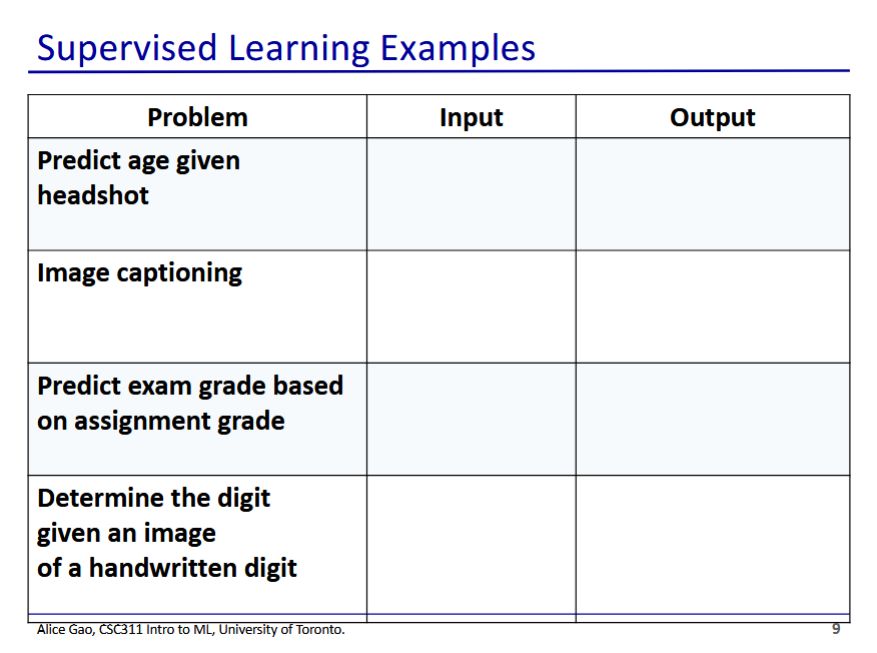 Supervised Learning Examples
Problem Input Output
Predict age given
headshot
Image captioning
Predict exam grade based
on assignment grade
Determine the digit
given an image
of a handwritten digit
Alice Gao, CSC311 Intro to ML, University of Toronto. 9